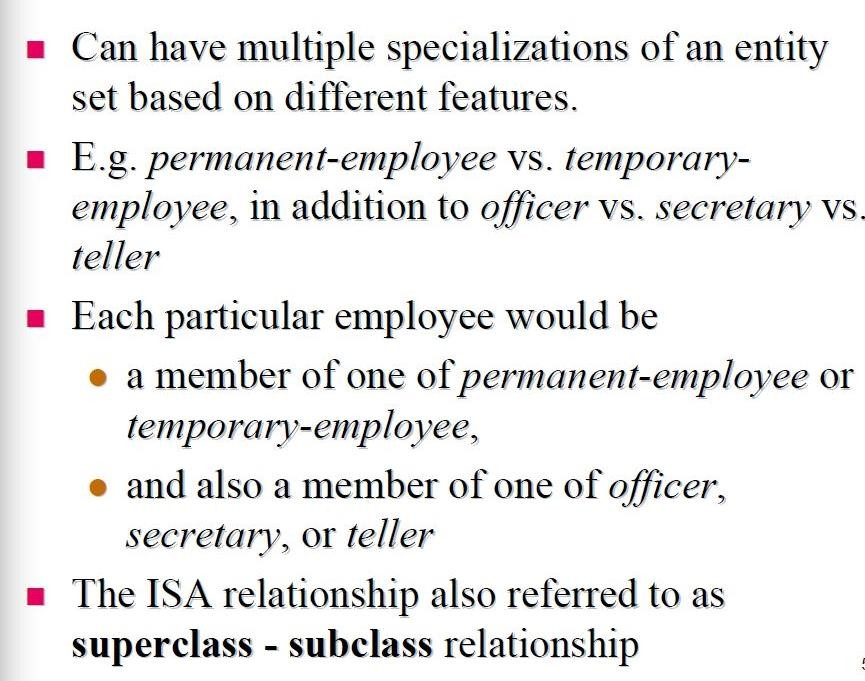 ■ Can have multiple specializations of an entity
set based on different features.
■ E.g. permanent-employee vs. temporary-
employee, in addition to officer vs. secretary vs.
teller
■ Each particular employee would be
● a member of one of permanent-employee or
temporary-employee,
● and also a member of one of officer,
secretary, or teller
■ The ISA relationship also referred to as
superclass - subclass relationship